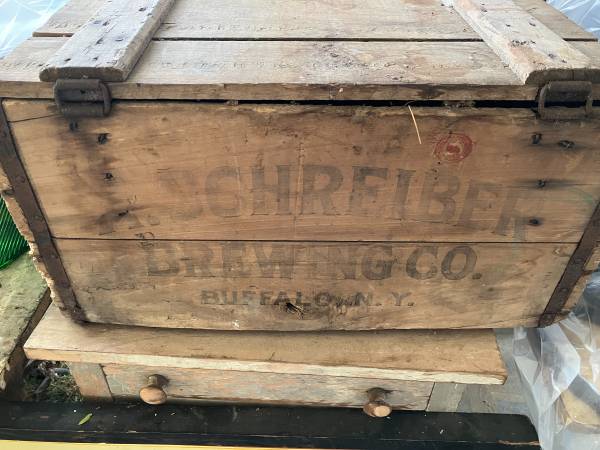 A. SCHREIBER
BREWING CO.
BUFFALO, N.Y.